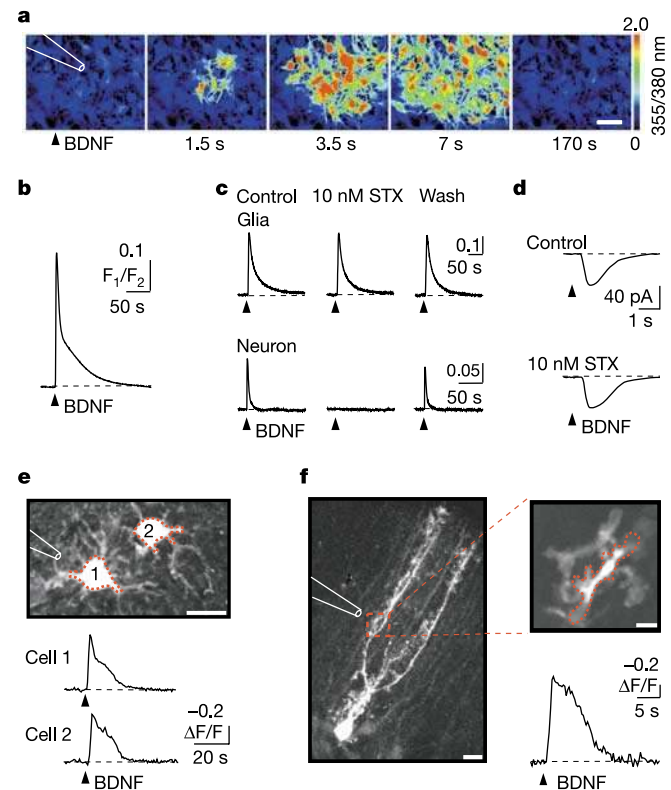 a
2.0
355/380 nm
0
BDNF
1.5 s
3.5 s
7 s
170 s
b
0.1
F1/F2
50 s
BDNF
c
Control 10 nM STX Wash
Glia
0.1
50 s
Neuron
0.05
50 s
BDNF
d
Control
40 pA
1 s
10 nM STX
BDNF
e
1
2
Cell 1
Cell 2
–0.2
ΔF/F
20 s
BDNF
f
–0.2
ΔF/F
5 s
BDNF